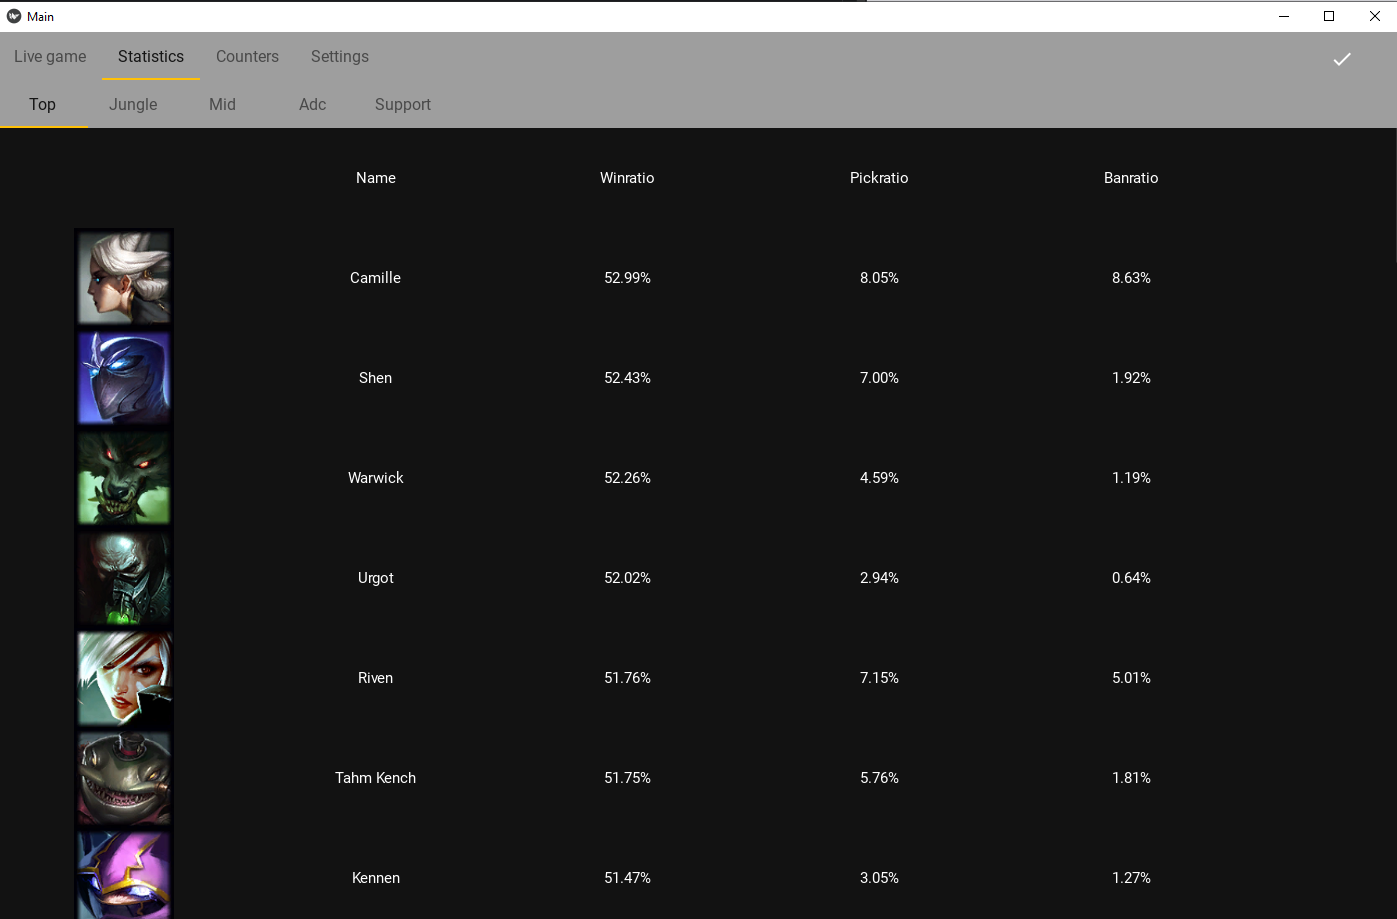 Main
Live game Statistics Counters Settings
Top Jungle Mid Adc Support
Name Winratio Pickratio Banratio
Camille 52.99% 8.05% 8.63%
Shen 52.43% 7.00% 1.92%
Warwick 52.26% 4.59% 1.19%
Urgot 52.02% 2.94% 0.64%
Riven 51.76% 7.15% 5.01%
Tahm Kench 51.75% 5.76% 1.81%
Kennen 51.47% 3.05% 1.27%